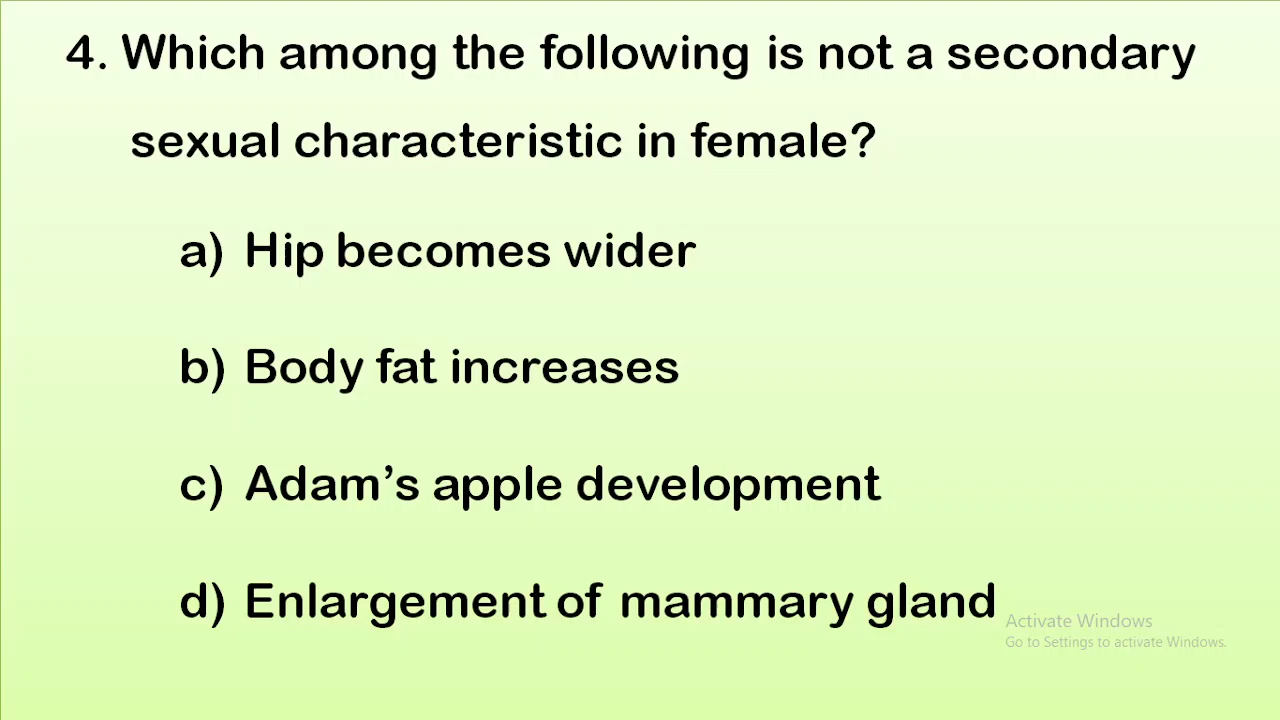 4. Which among the following is not a secondary
sexual characteristic in female?
a) Hip becomes wider
b) Body fat increases
c) Adam’s apple development
d) Enlargement of mammary gland
Activate Windows
Go to Settings to activate Windows.